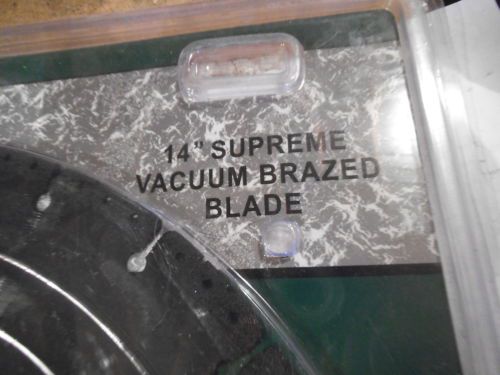 14" SUPREME
VACUUM BRAZED
BLADE